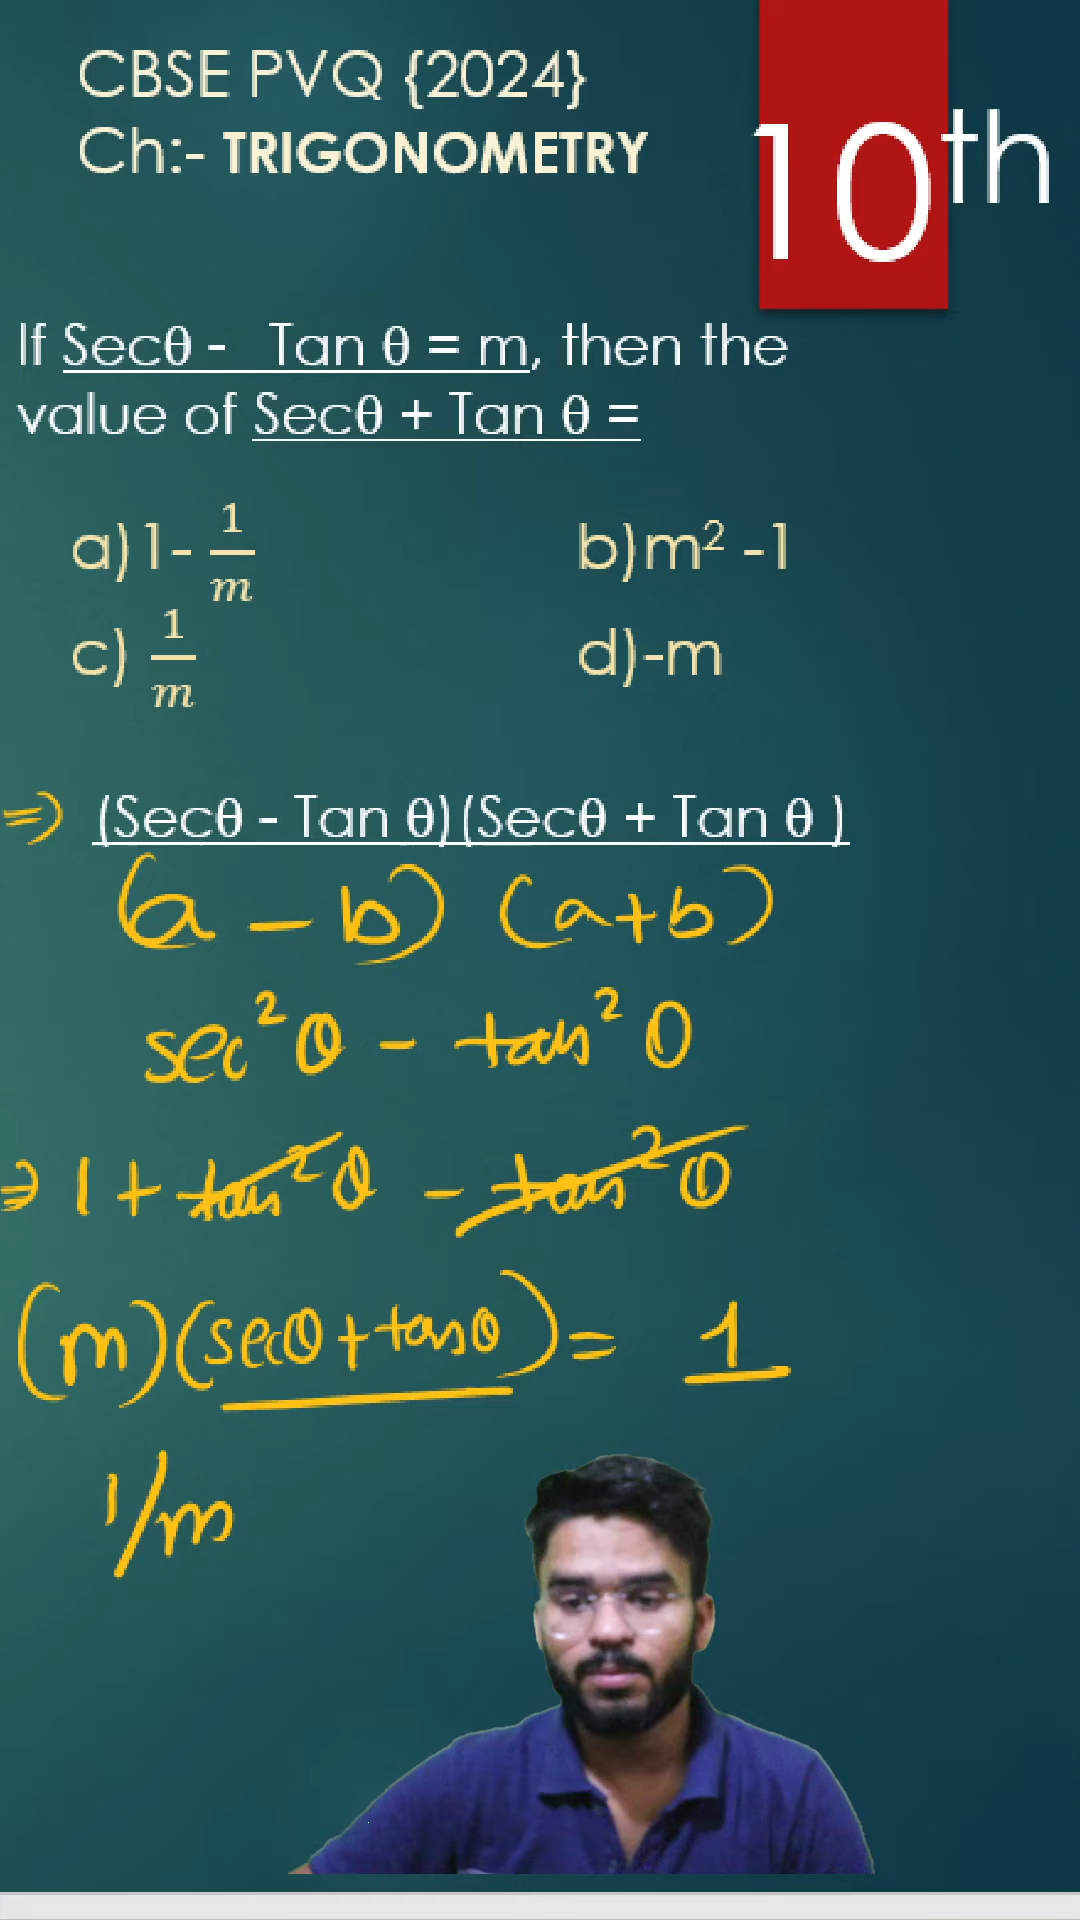 CBSE PVQ {2024}
Ch:- TRIGONOMETRY
10th
If Secθ - Tan θ = m, then the
value of Secθ + Tan θ =
a) 1- 1/m b) m² -1
c) 1/m d) -m
⇒ (Secθ - Tan θ)(Secθ + Tan θ )
(a - b) (a+b)
sec²θ - tan²θ
⇒ 1 + tan²θ - tan²θ
(m)(secθ + tanθ) = 1
1/m